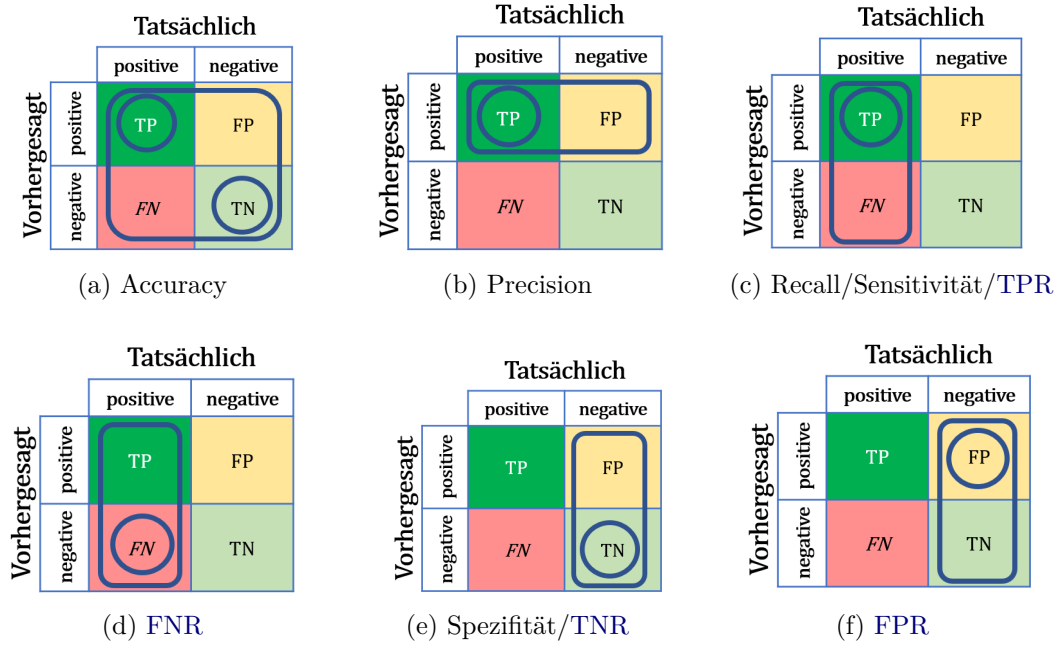 Tatsächlich
positive negative
Vorhergesagt
positive
negative
TP FP
FN TN
(a) Accuracy
Tatsächlich
positive negative
Vorhergesagt
positive
negative
TP FP
FN TN
(b) Precision
Tatsächlich
positive negative
Vorhergesagt
positive
negative
TP FP
FN TN
(c) Recall/Sensitivität/TPR
Tatsächlich
positive negative
Vorhergesagt
positive
negative
TP FP
FN TN
(d) FNR
Tatsächlich
positive negative
Vorhergesagt
positive
negative
TP FP
FN TN
(e) Spezifität/TNR
Tatsächlich
positive negative
Vorhergesagt
positive
negative
TP FP
FN TN
(f) FPR